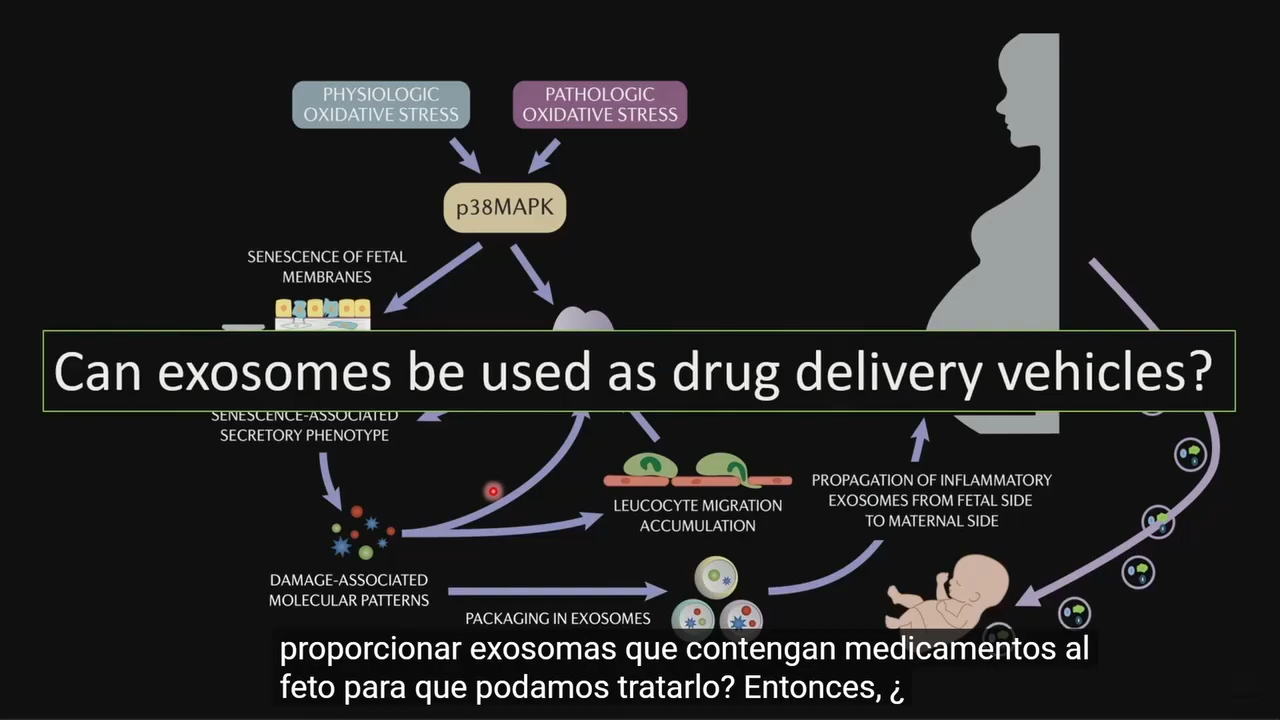 PHYSIOLOGIC
OXIDATIVE STRESS
PATHOLOGIC
OXIDATIVE STRESS
p38MAPK
SENESCENCE OF FETAL
MEMBRANES
Can exosomes be used as drug delivery vehicles?
SENESCENCE-ASSOCIATED
SECRETORY PHENOTYPE
LEUCOCYTE MIGRATION
ACCUMULATION
PROPAGATION OF INFLAMMATORY
EXOSOMES FROM FETAL SIDE
TO MATERNAL SIDE
DAMAGE-ASSOCIATED
MOLECULAR PATTERNS
PACKAGING IN EXOSOMES
proporcionar exosomas que contengan medicamentos al
feto para que podamos tratarlo? Entonces, ¿